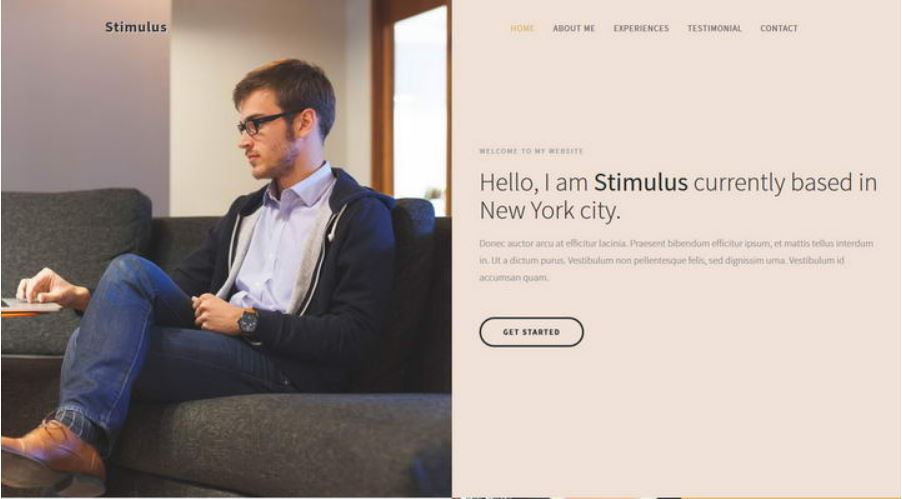 Stimulus
HOME ABOUT ME EXPERIENCES TESTIMONIAL CONTACT
WELCOME TO MY WEBSITE
Hello, I am Stimulus currently based in
New York city.
Donec auctor arcu at efficitur lacinia. Praesent bibendum efficitur ipsum, et mattis tellus interdum
in. Ut a dictum purus. Vestibulum non pellentesque felis, sed dignissim urna. Vestibulum id
accumsan quam.
GET STARTED